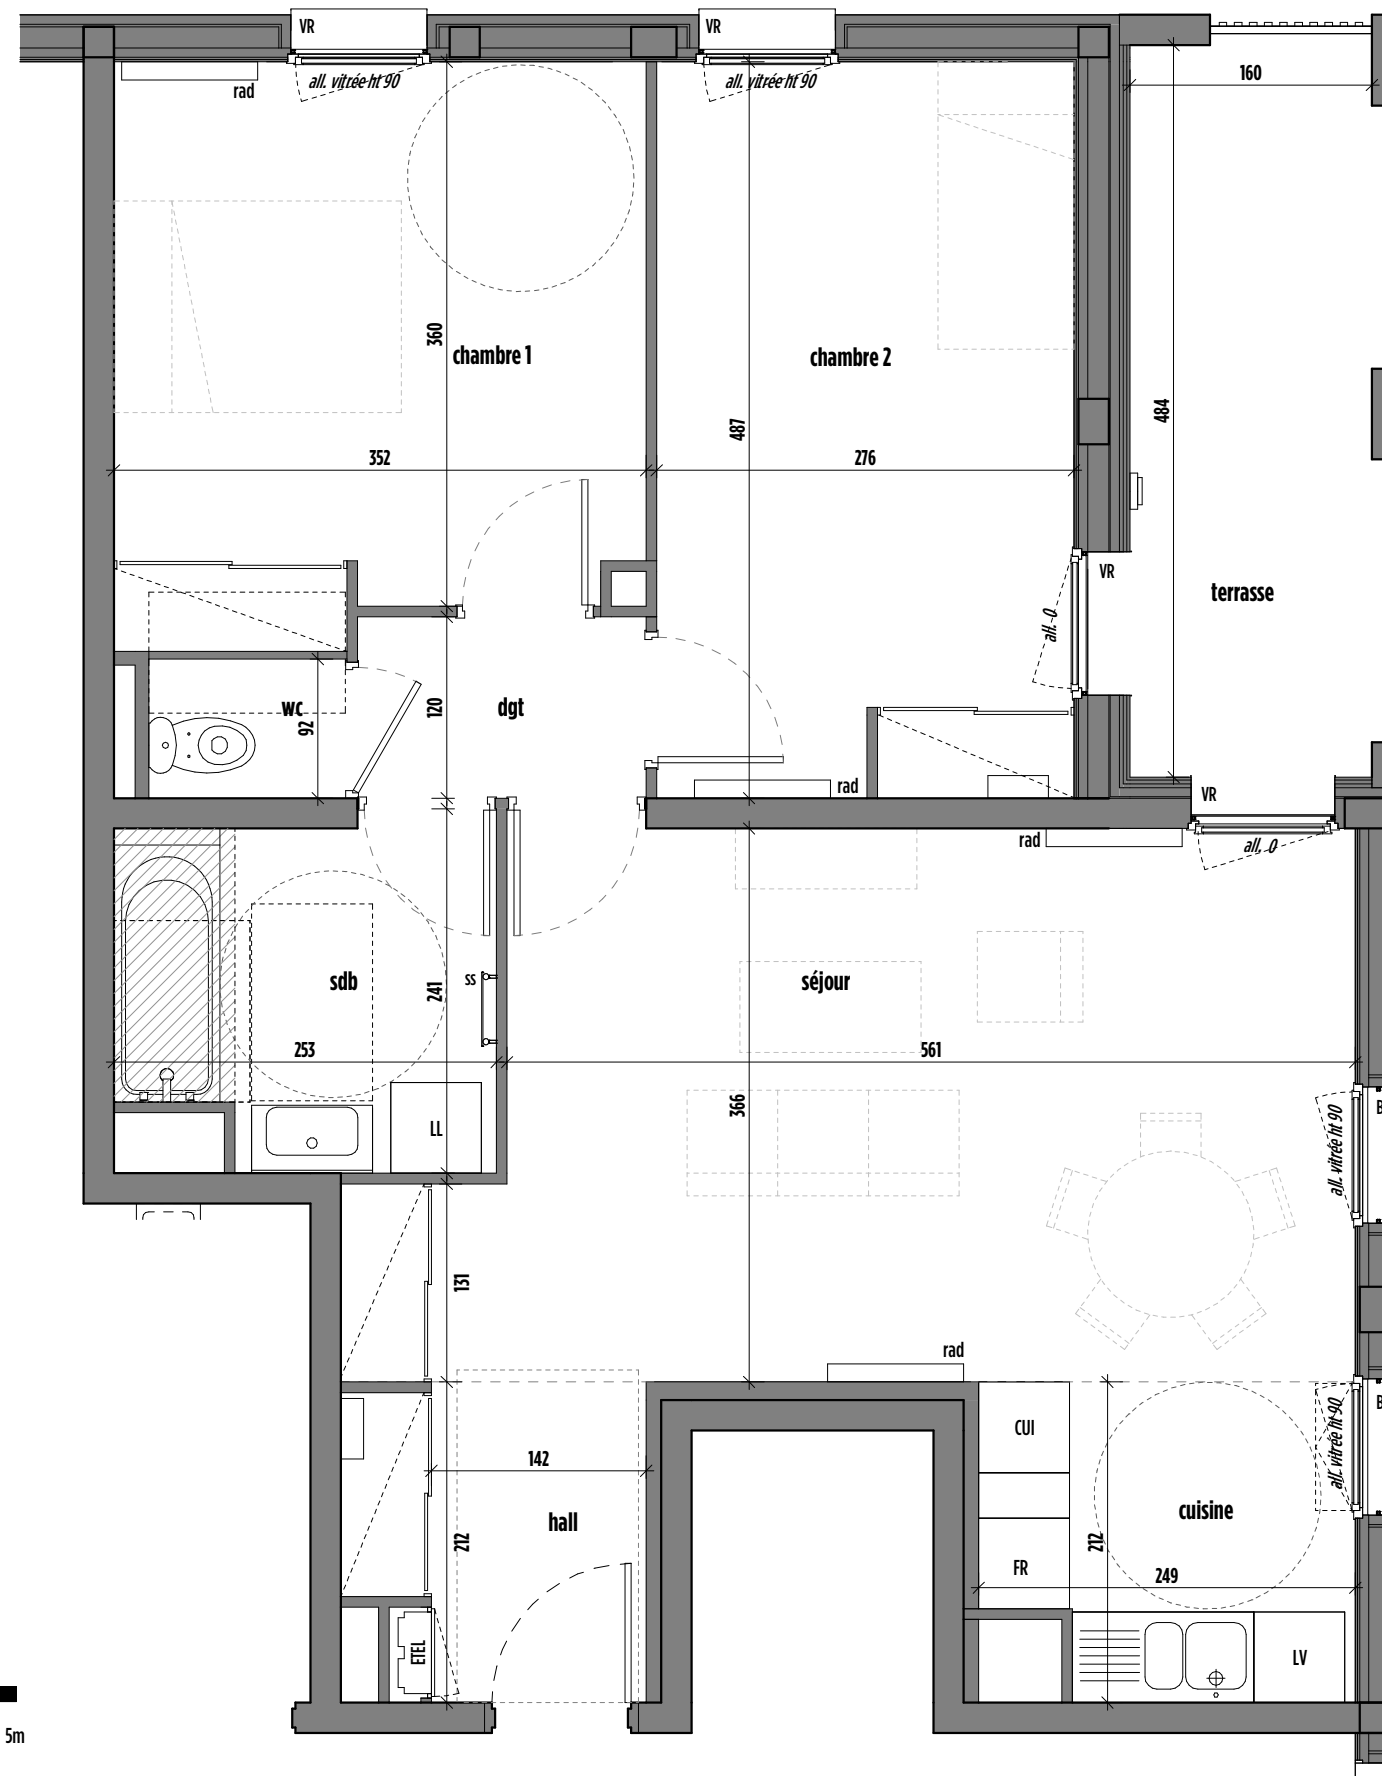 VR
VR
all. vitrée ht 90
all. vitrée ht 90
rad
160
360
chambre 1
chambre 2
484
487
352
276
VR
terrasse
all. 0
wc
92
120
dgt
rad
VR
rad
all. 0
sdb
241
ss
séjour
253
561
366
LL
all. vitrée ht 90
B
131
rad
B
CUI
all. vitrée ht 90
142
hall
cuisine
212
212
FR
249
ETEL
LV
5m